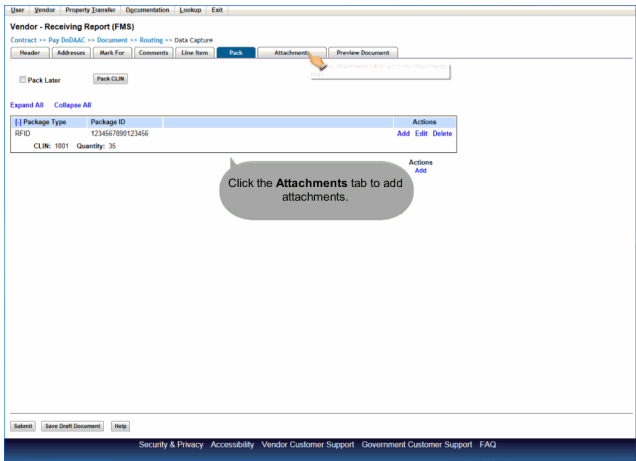 User Vendor Property Transfer Documentation Lookup Exit
Vendor - Receiving Report (FMS)
Contract >> Pay DoDAAC >> Document >> Routing >> Data Capture
Header Addresses Mark For Comments Line Item Pack Attachments Preview Document
Pack Later Pack CLIN
Expand All Collapse All
[-] Package Type Package ID Actions
RFID 1234567890123456 Add Edit Delete
CLIN: 1001 Quantity: 35
Actions
Add
Click the Attachments tab to add
attachments.
Submit Save Draft Document Help
Security & Privacy Accessibility Vendor Customer Support Government Customer Support FAQ